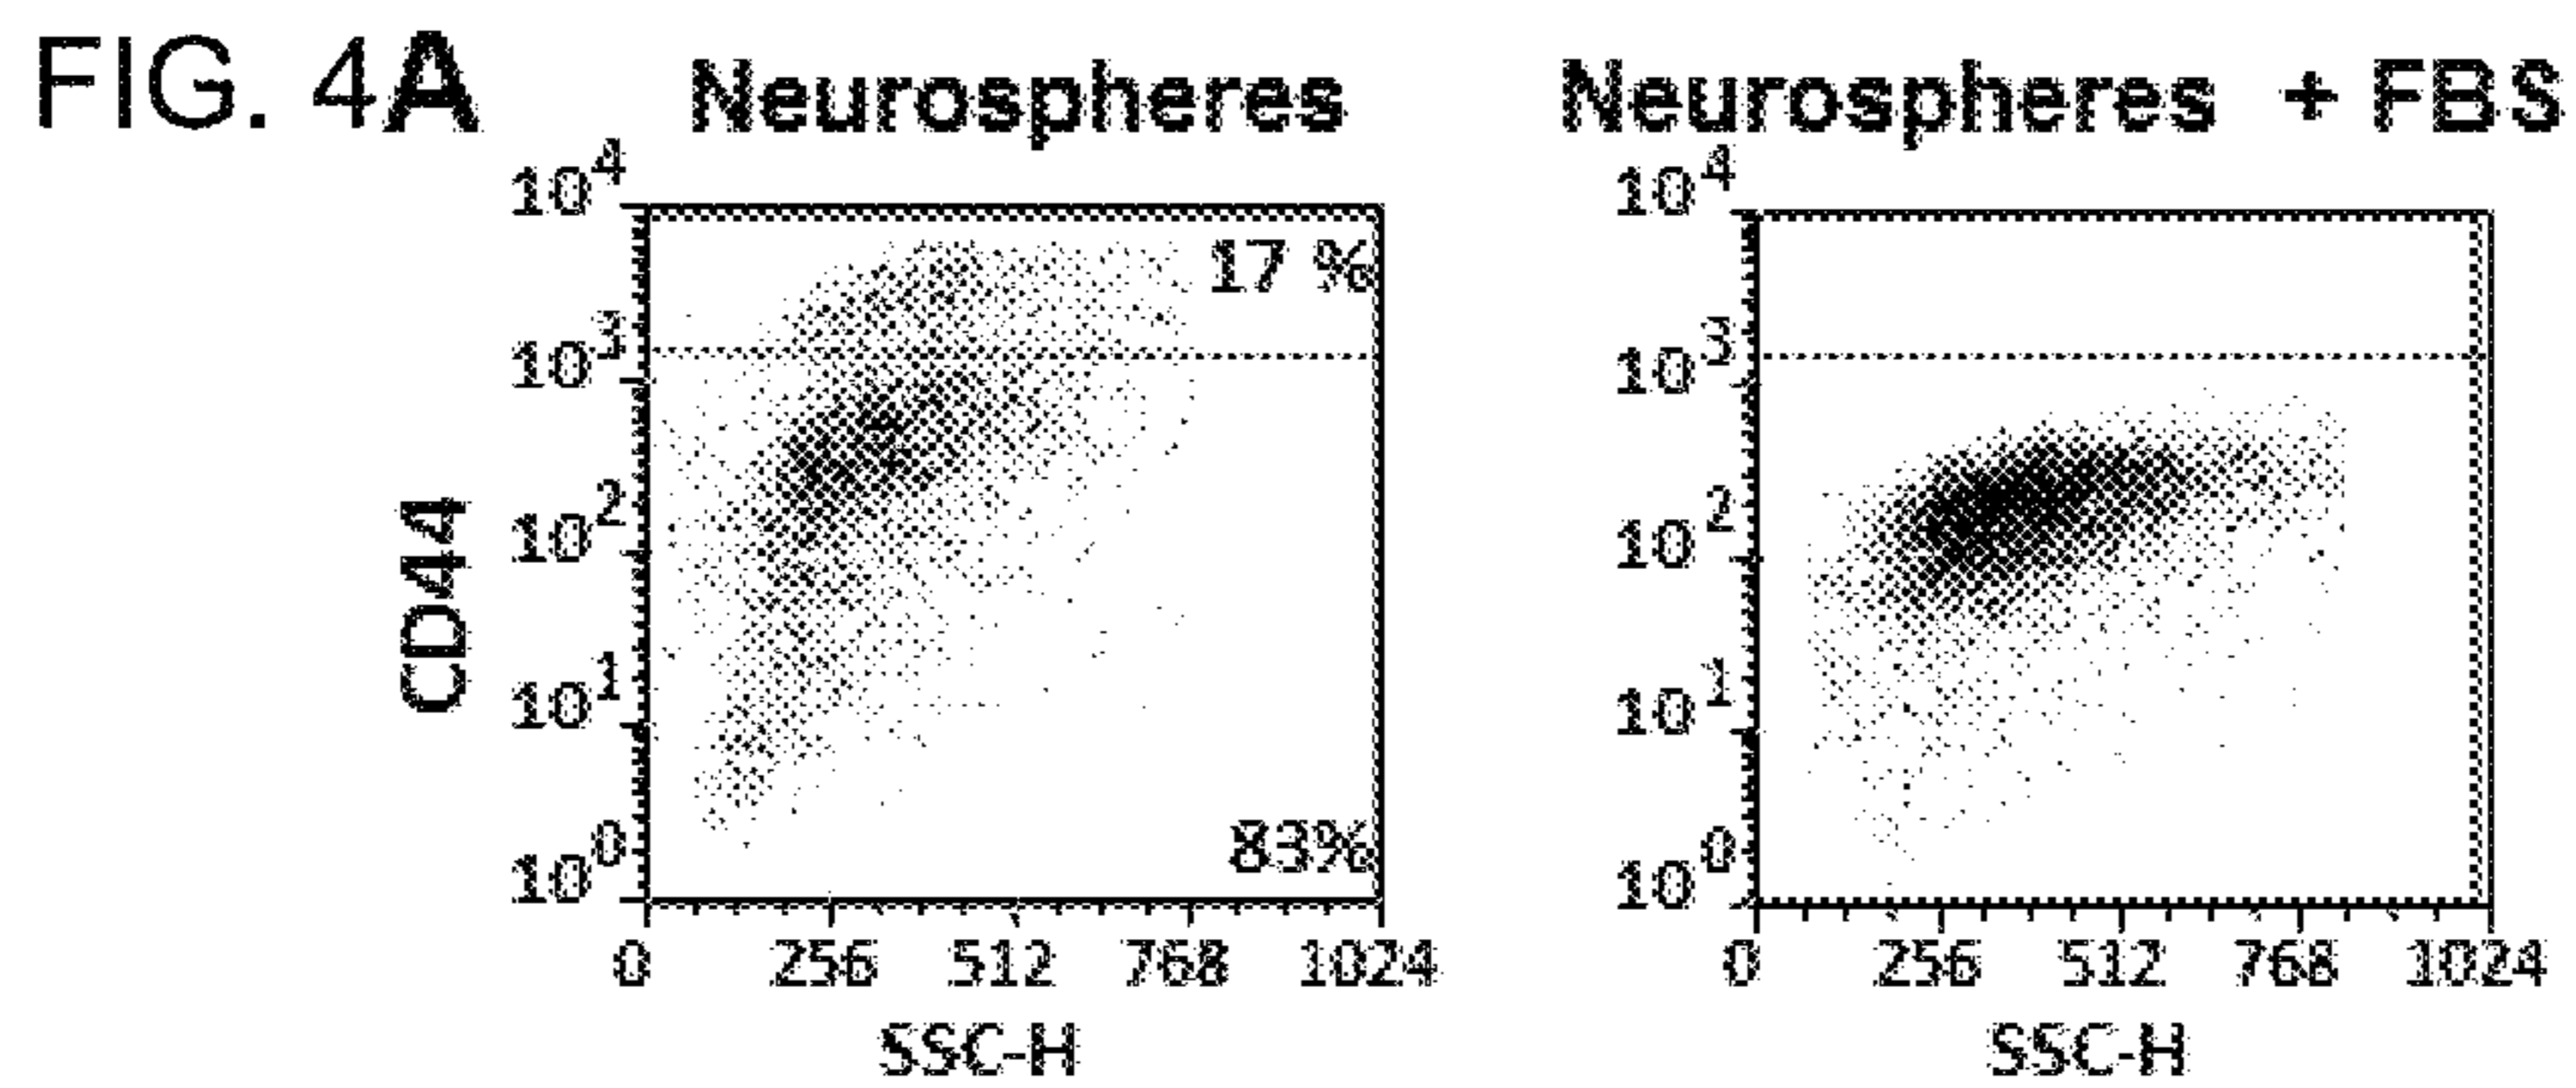 FIG. 4A Neurospheres Neurospheres + FBS
10^4 10^4
17 %
10^3 10^3
10^2 10^2
CD44
10^1 10^1
83%
10^0 10^0
0 256 512 768 1024 0 256 512 768 1024
SSC-H SSC-H